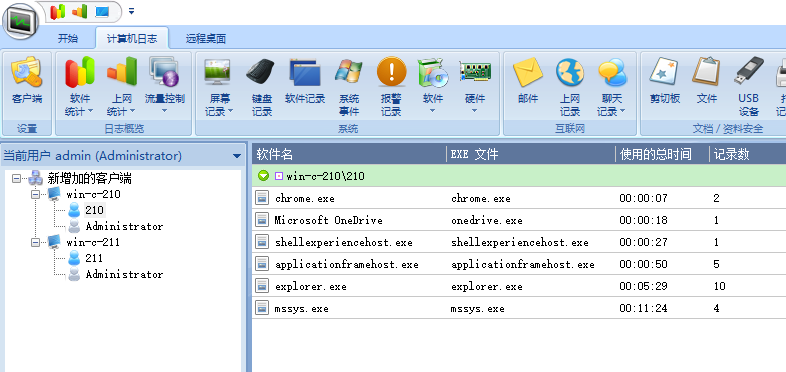 开始 计算机日志 远程桌面
客户端 软件统计 上网统计 流量控制 屏幕记录 键盘记录 软件记录 系统事件 报警记录 软件 硬件 邮件 上网记录 聊天记录 剪切板 文件 USB设备
设置 日志概览 系统 互联网 文档 / 资料安全
当前用户 admin (Administrator) 软件名 EXE 文件 使用的总时间 记录数
新增加的客户端
win-c-210
210
Administrator
win-c-211
211
Administrator
win-c-210\210
chrome.exe chrome.exe 00:00:07 2
Microsoft OneDrive onedrive.exe 00:00:18 1
shellexperiencehost.exe shellexperiencehost.exe 00:00:27 1
applicationframehost.exe applicationframehost.exe 00:00:50 5
explorer.exe explorer.exe 00:05:29 10
mssys.exe mssys.exe 00:11:24 4